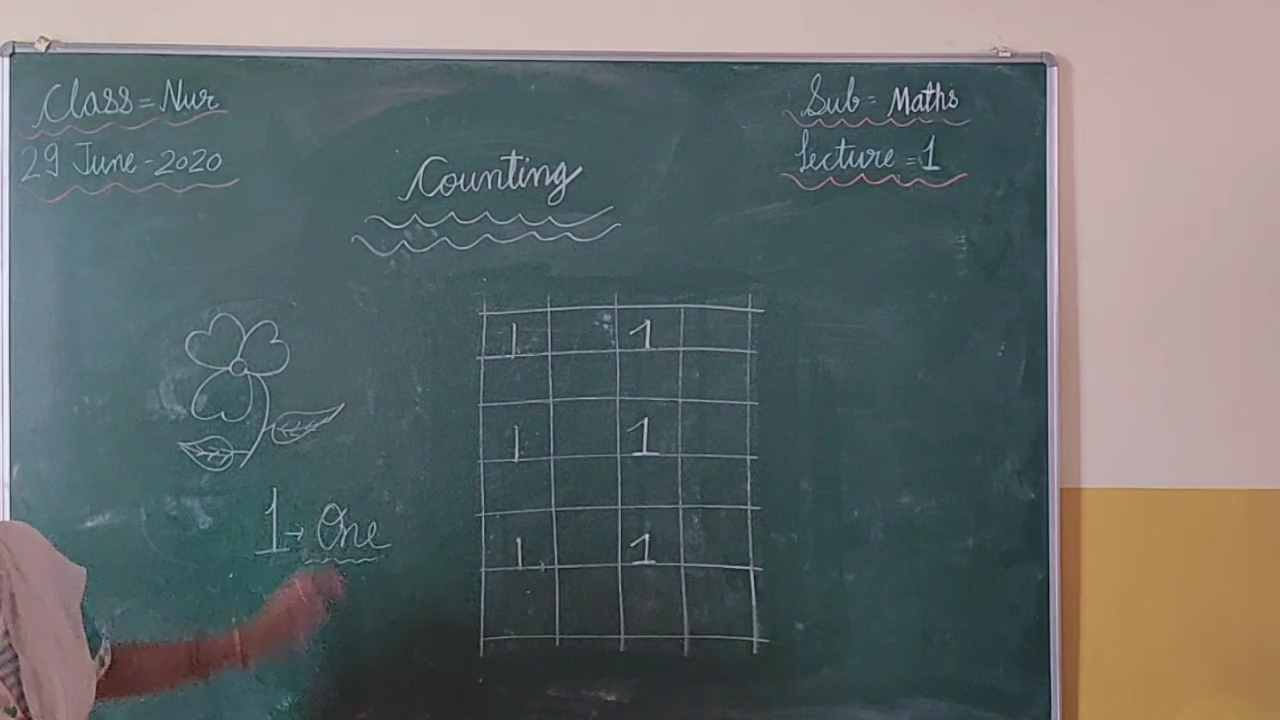 Class = Nur
29 June - 2020
Sub = Maths
Lecture = 1
Counting
1 1
1 1
1 1
1 → One